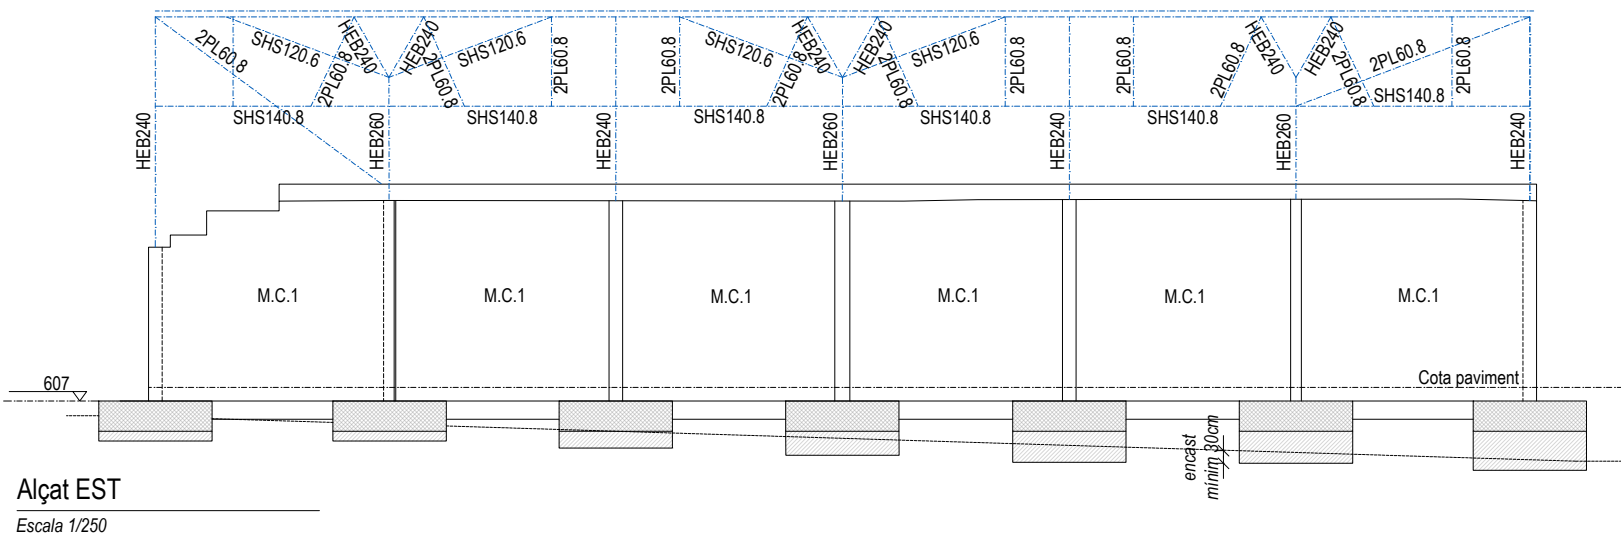 2PL60.8
SHS120.6
HEB240
2PL60.8
HEB240
2PL60.8
SHS120.6
2PL60.8
2PL60.8
SHS120.6
HEB240
2PL60.8
HEB240
2PL60.8
SHS120.6
2PL60.8
2PL60.8
2PL60.8
HEB240
HEB240
2PL60.8
2PL60.8
SHS140.8
2PL60.8
SHS140.8
SHS140.8
SHS140.8
SHS140.8
SHS140.8
HEB240
HEB260
HEB240
HEB260
HEB240
HEB260
HEB240
M.C.1
M.C.1
M.C.1
M.C.1
M.C.1
M.C.1
607
Cota paviment
encast
mínim 30cm
Alçat EST
Escala 1/250